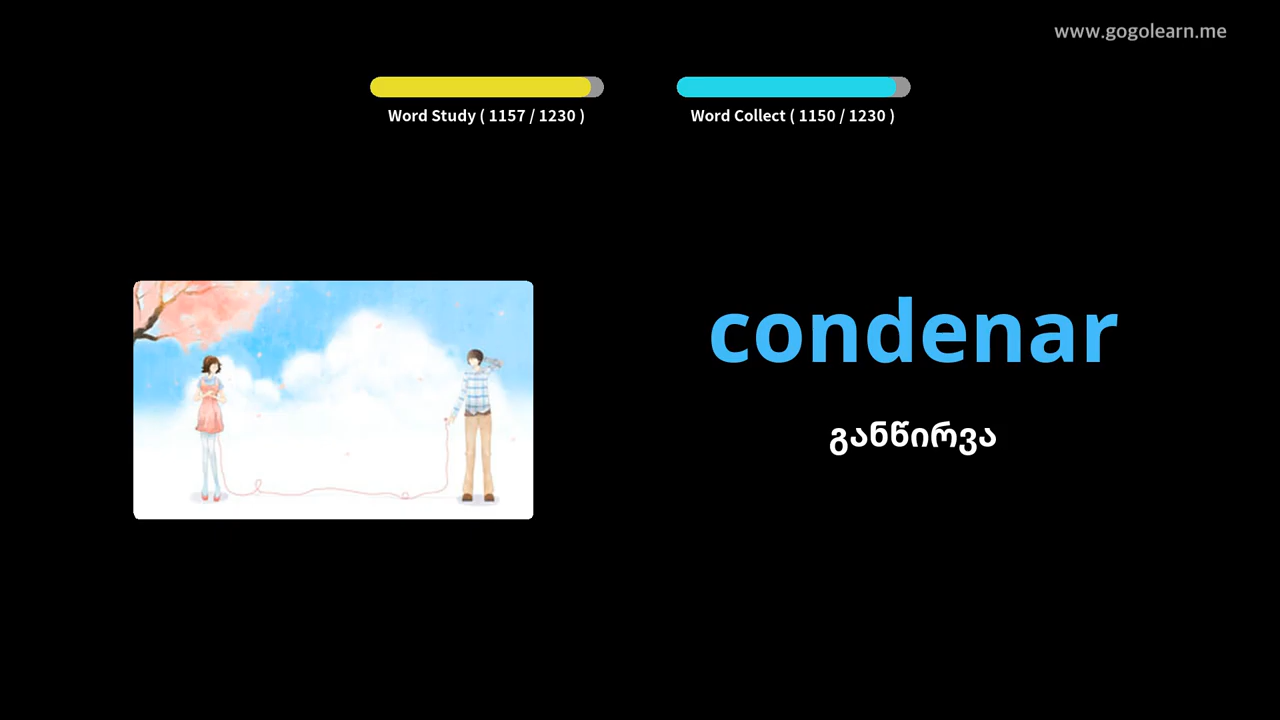 www.gogolearn.me
Word Study ( 1157 / 1230 )
Word Collect ( 1150 / 1230 )
condenar
განწირვა